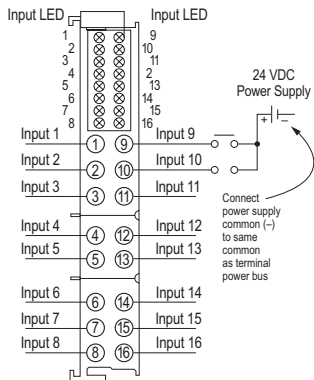 Input LED Input LED
1 9
2 10
3 11
4 2
5 13
6 14
7 15
8 16
24 VDC
Power Supply
+ –
Input 1 1 9 Input 9
Input 2 2 10 Input 10
Input 3 3 11 Input 11
Input 4 4 12 Input 12
Input 5 5 13 Input 13
Input 6 6 14 Input 14
Input 7 7 15 Input 15
Input 8 8 16 Input 16
Connect
power supply
common (–)
to same
common
as terminal
power bus